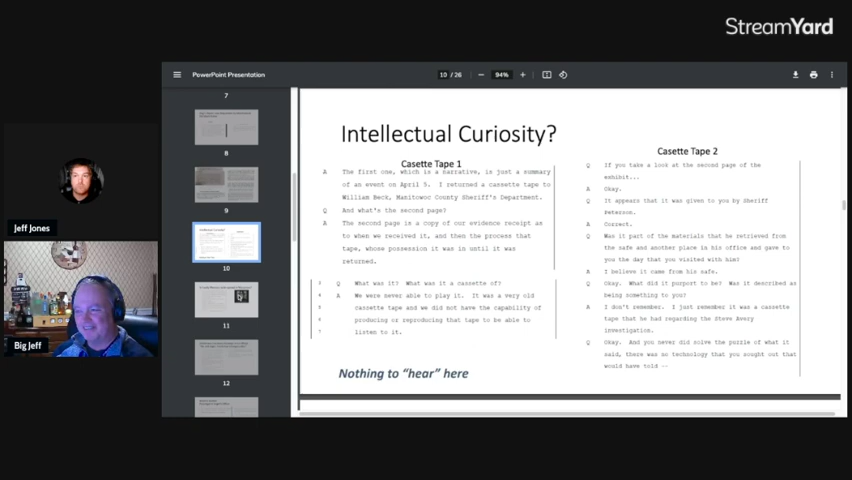 StreamYard
PowerPoint Presentation
10 / 26
94%
7
8
9
10
11
12
Jeff Jones
Big Jeff
Intellectual Curiosity?
Casette Tape 1
A The first one, which is a narrative, is just a summary
of an event on April 5. I returned a cassette tape to
William Beck, Manitowoc County Sheriff's Department.
Q And what's the second page?
A The second page is a copy of our evidence receipt as
to when we received it, and then the process that
tape, whose possession it was in until it was
returned.
3 Q What was it? What was it a cassette of?
4 A We were never able to play it. It was a very old
5 cassette tape and we did not have the capability of
6 producing or reproducing that tape to be able to
7 listen to it.
Nothing to "hear" here
Casette Tape 2
Q If you take a look at the second page of the
exhibit...
A Okay.
Q It appears that it was given to you by Sheriff
Peterson.
A Correct.
Q Was it part of the materials that he retrieved from
the safe and another place in his office and gave to
you the day that you visited with him?
A I believe it came from his safe.
Q Okay. What did it purport to be? Was it described as
being something to you?
A I don't remember. I just remember it was a cassette
tape that he had regarding the Steve Avery
investigation.
Q Okay. And you never did solve the puzzle of what it
said, there was no technology that you sought out that
would have told --